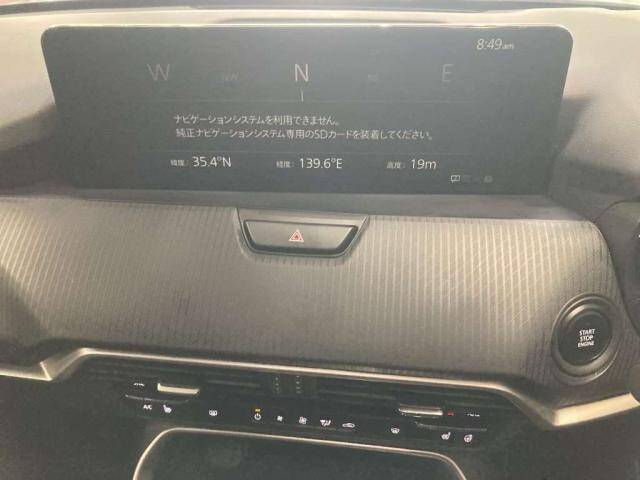 8:49am
W NW N NE E
ナビゲーションシステムを利用できません。
純正ナビゲーションシステム専用のSDカードを装着してください。
緯度: 35.4°N 経度: 139.6°E 高度: 19m
START
STOP
ENGINE
A/C